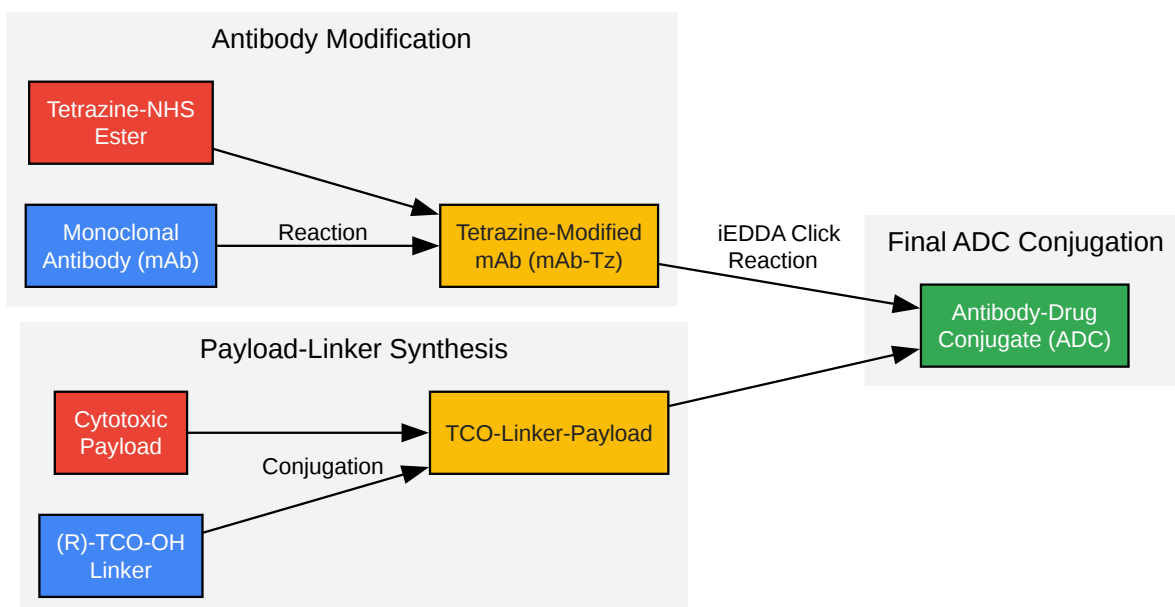 Antibody Modification
Tetrazine-NHS
Ester
Monoclonal
Antibody (mAb)
Reaction
Tetrazine-Modified
mAb (mAb-Tz)
iEDDA Click
Reaction
Final ADC Conjugation
Antibody-Drug
Conjugate (ADC)
Payload-Linker Synthesis
Cytotoxic
Payload
Conjugation
TCO-Linker-Payload
(R)-TCO-OH
Linker